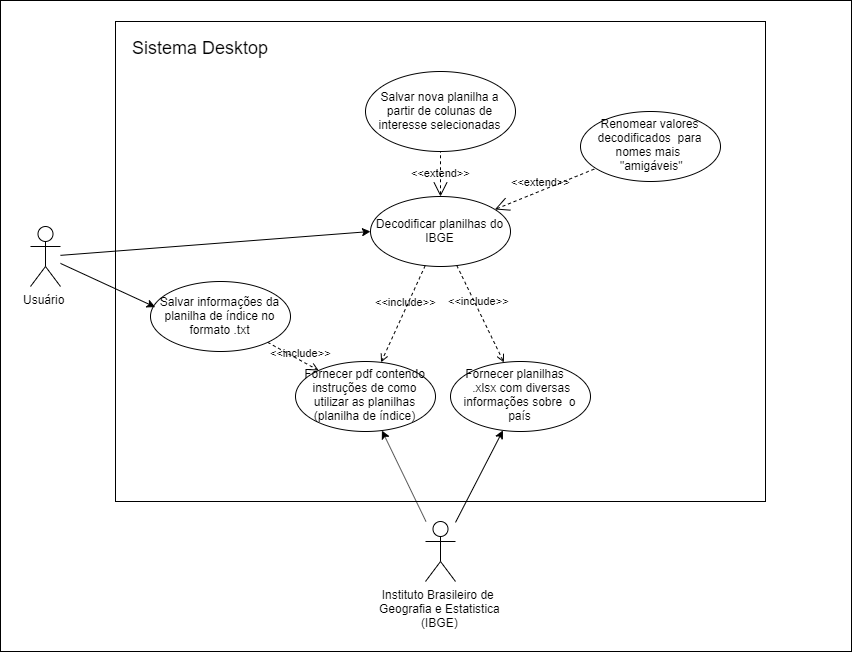 Sistema Desktop
Salvar nova planilha a
partir de colunas de
interesse selecionadas
Renomear valores
decodificados para
nomes mais
"amigáveis"
<<extend>>
<<extend>>
Decodificar planilhas do
IBGE
Usuário
Salvar informações da
planilha de índice no
formato .txt
<<include>>
<<include>>
<<include>>
Fornecer pdf contendo
instruções de como
utilizar as planilhas
(planilha de índice)
Fornecer planilhas
.xlsx com diversas
informações sobre o
país
Instituto Brasileiro de
Geografia e Estatistica
(IBGE)